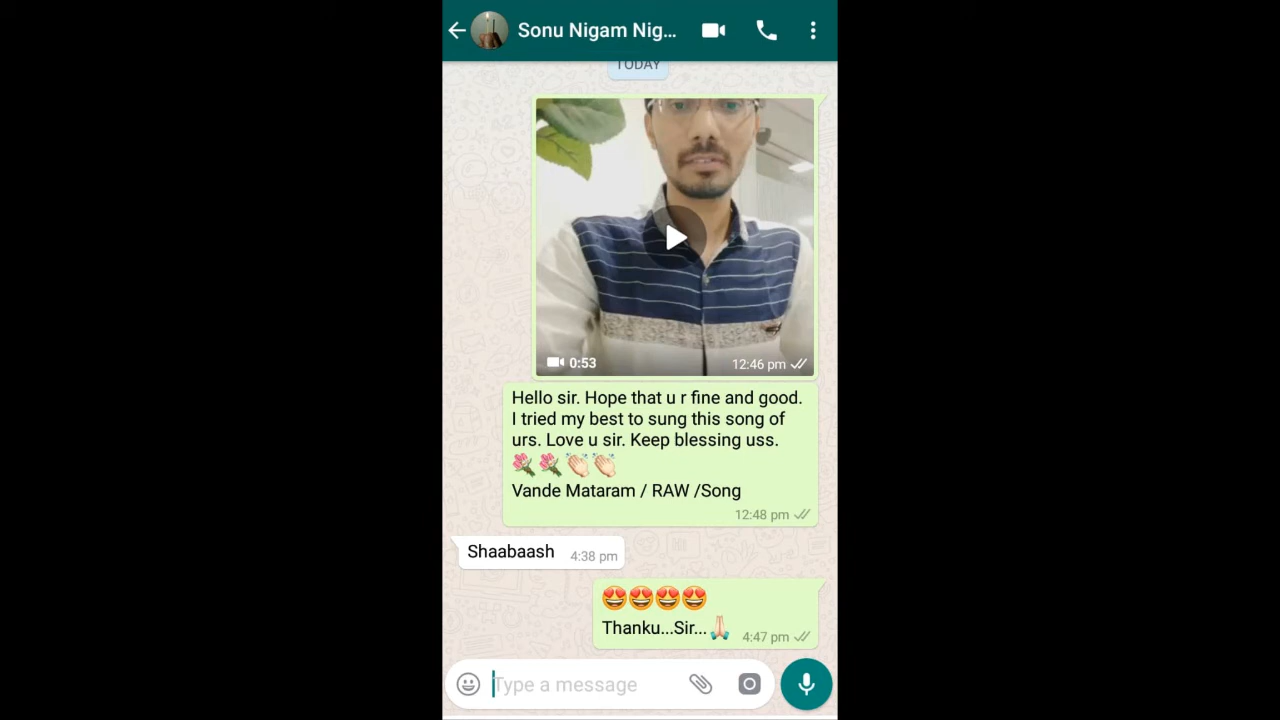 Sonu Nigam Nig...
TODAY
0:53
12:46 pm
Hello sir. Hope that u r fine and good.
I tried my best to sung this song of
urs. Love u sir. Keep blessing uss.
💐💐👏🏻👏🏻
Vande Mataram / RAW /Song
12:48 pm
Shaabaash 4:38 pm
😍😍😍😍
Thanku...Sir...🙏🏻 4:47 pm
Type a message